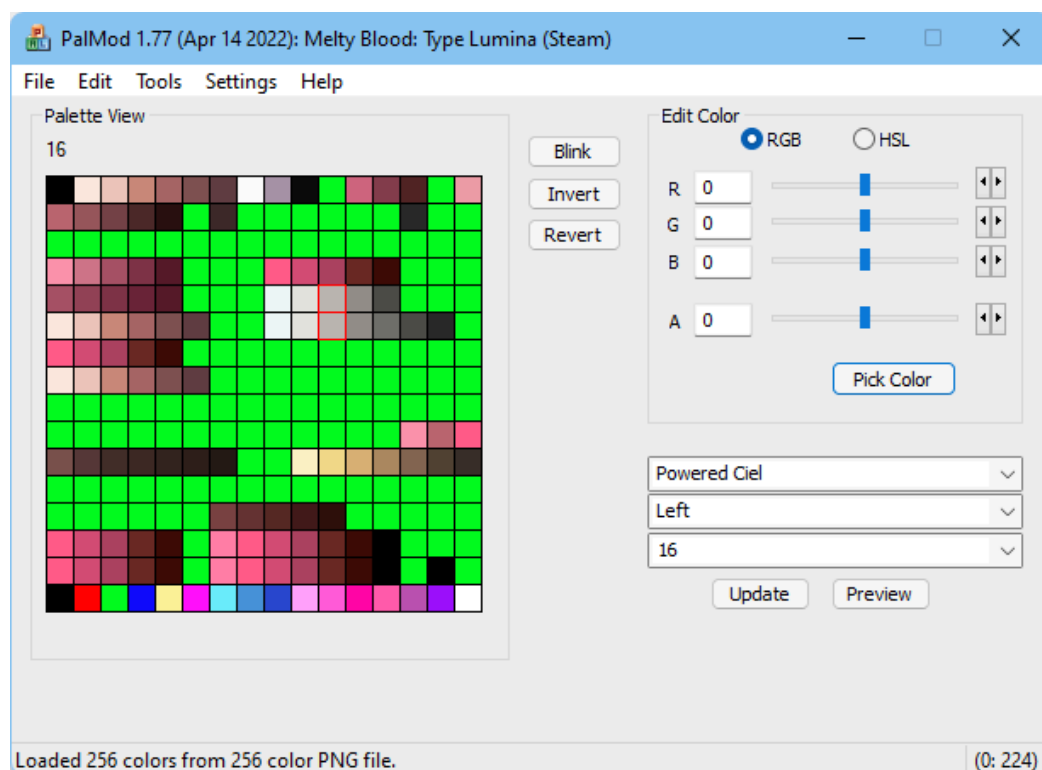 PalMod 1.77 (Apr 14 2022): Melty Blood: Type Lumina (Steam)
File Edit Tools Settings Help
Palette View
16
Blink
Invert
Revert
Edit Color
RGB HSL
R 0
G 0
B 0
A 0
Pick Color
Powered Ciel
Left
16
Update Preview
Loaded 256 colors from 256 color PNG file. (0: 224)